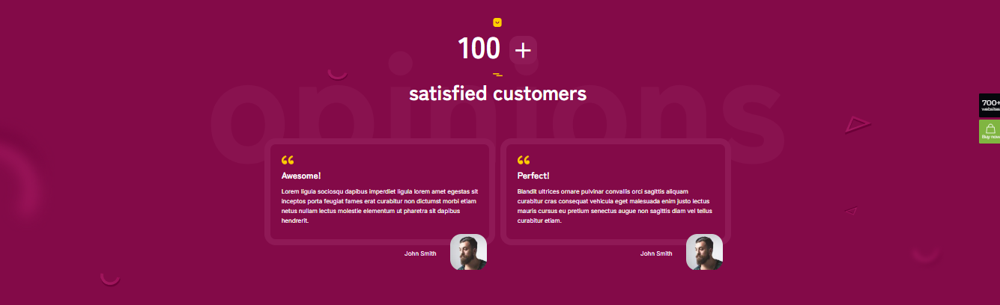 100 +
opinions
satisfied customers
Awesome!
Lorem ligula sociosqu dapibus imperdiet ligula lorem amet egestas sit
inceptos porta feugiat fames erat curabitur non dictumst morbi etiam
netus nullam lectus molestie elementum ut pharetra sit dapibus
hendrerit.
John Smith
Perfect!
Blandit ultrices ornare pulvinar convallis orci sagittis aliquam
curabitur cras consequat vehicula eget malesuada enim justo lectus
mauris cursus eu pretium senectus augue non sagittis diam vel tellus
curabitur etiam.
John Smith
700+
websites
Buy now